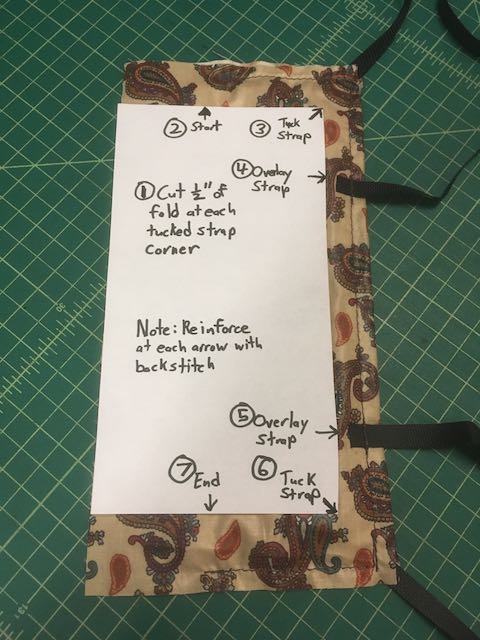 ② Start
③ Tuck
Strap
④ Overlay
Strap
① Cut ½" of
fold at each
tucked strap
corner
Note: Reinforce
at each arrow with
backstitch
⑤ Overlay
Strap
⑦ End
⑥ Tuck
Strap